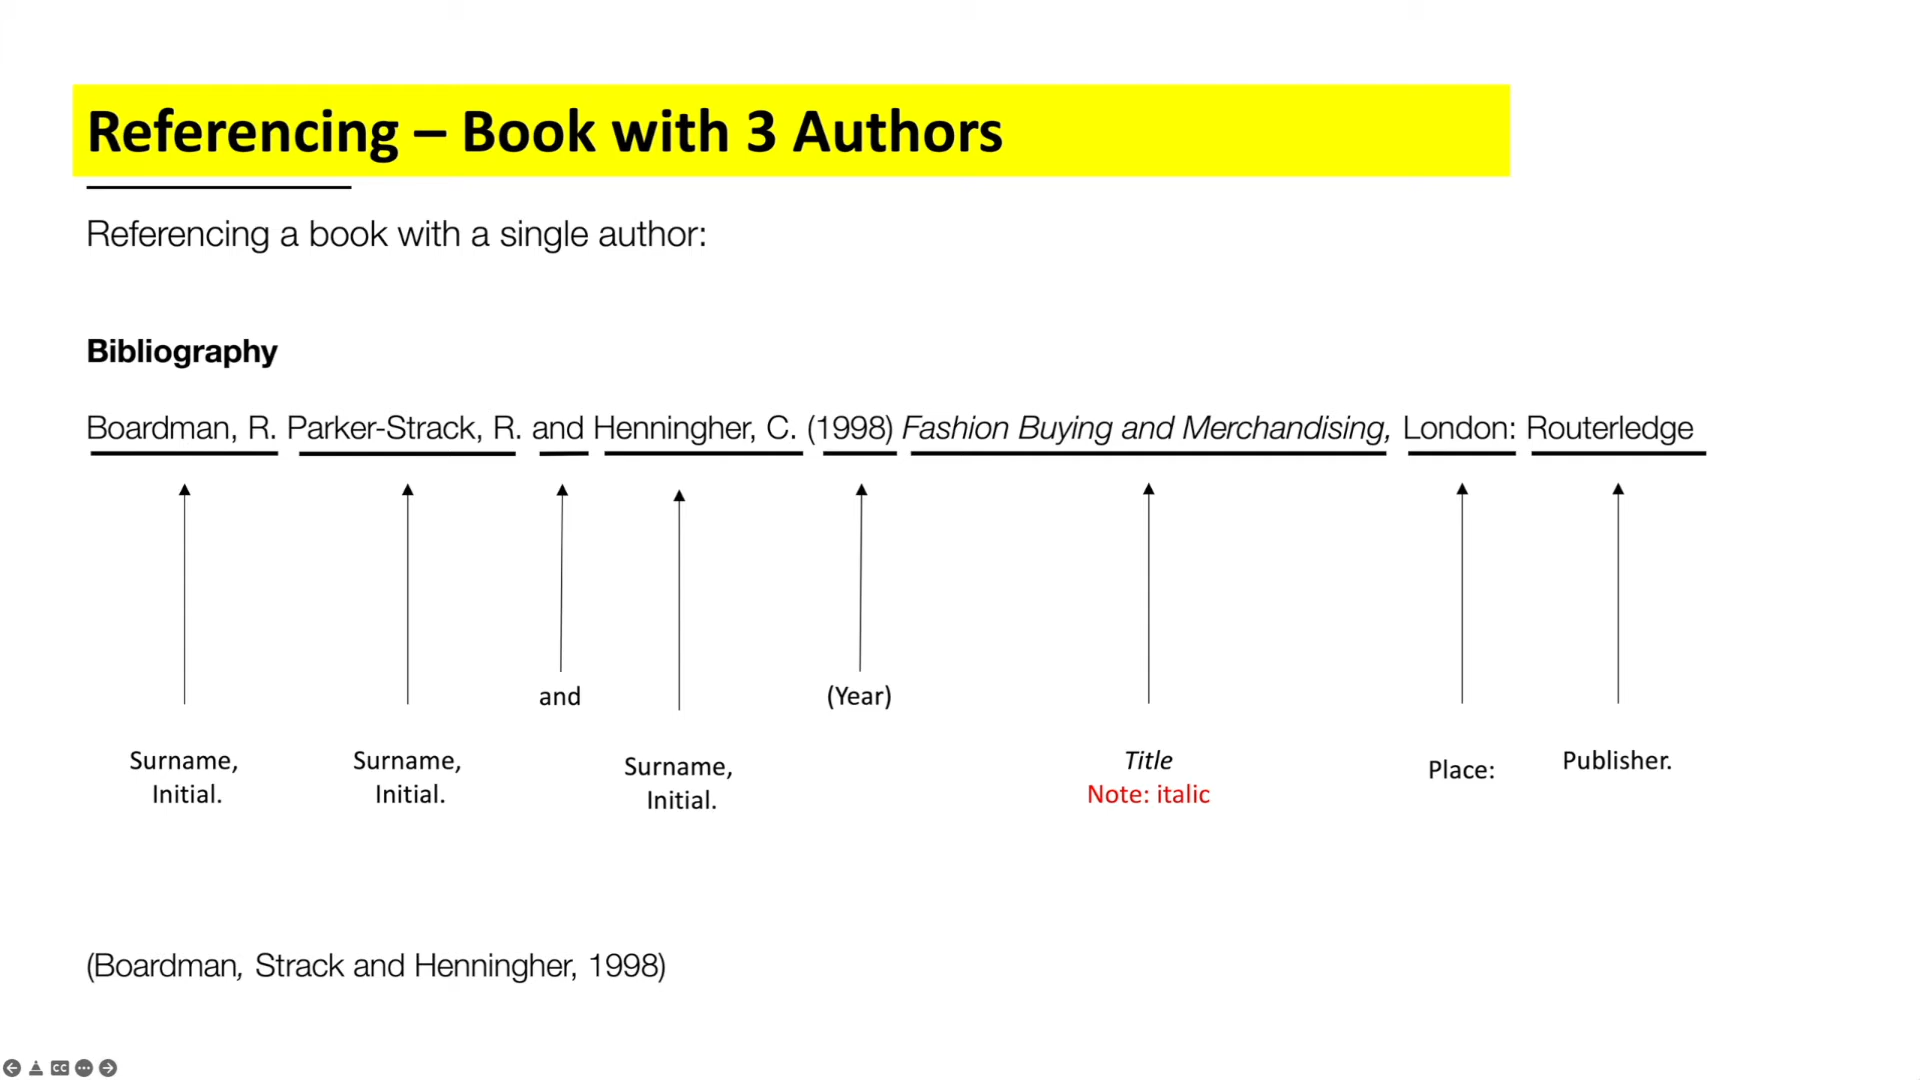 Referencing – Book with 3 Authors
Referencing a book with a single author:
Bibliography
Boardman, R. Parker-Strack, R. and Henningher, C. (1998) Fashion Buying and Merchandising, London: Routerledge
and
(Year)
Surname,
Initial.
Surname,
Initial.
Surname,
Initial.
Title
Note: italic
Place:
Publisher.
(Boardman, Strack and Henningher, 1998)
CC